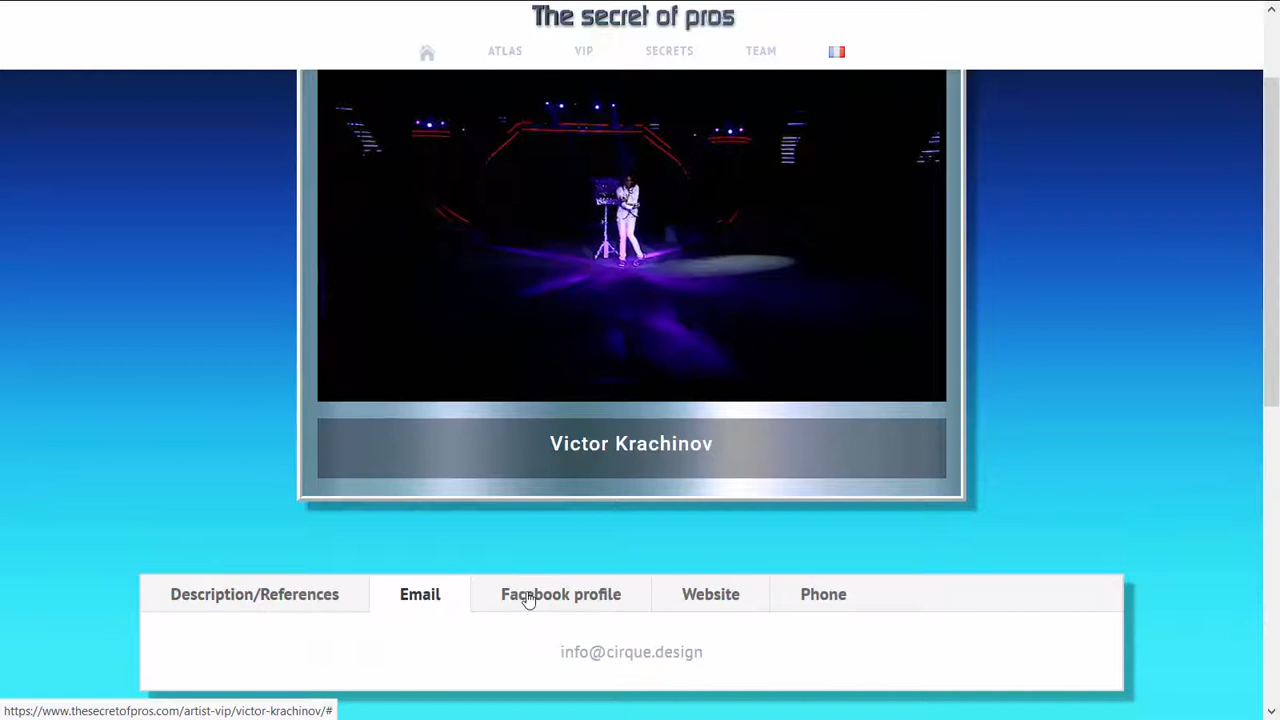 The secret of pros
ATLAS VIP SECRETS TEAM
Victor Krachinov
Description/References Email Facebook profile Website Phone
info@cirque.design
https://www.thesecretofpros.com/artist-vip/victor-krachinov/#